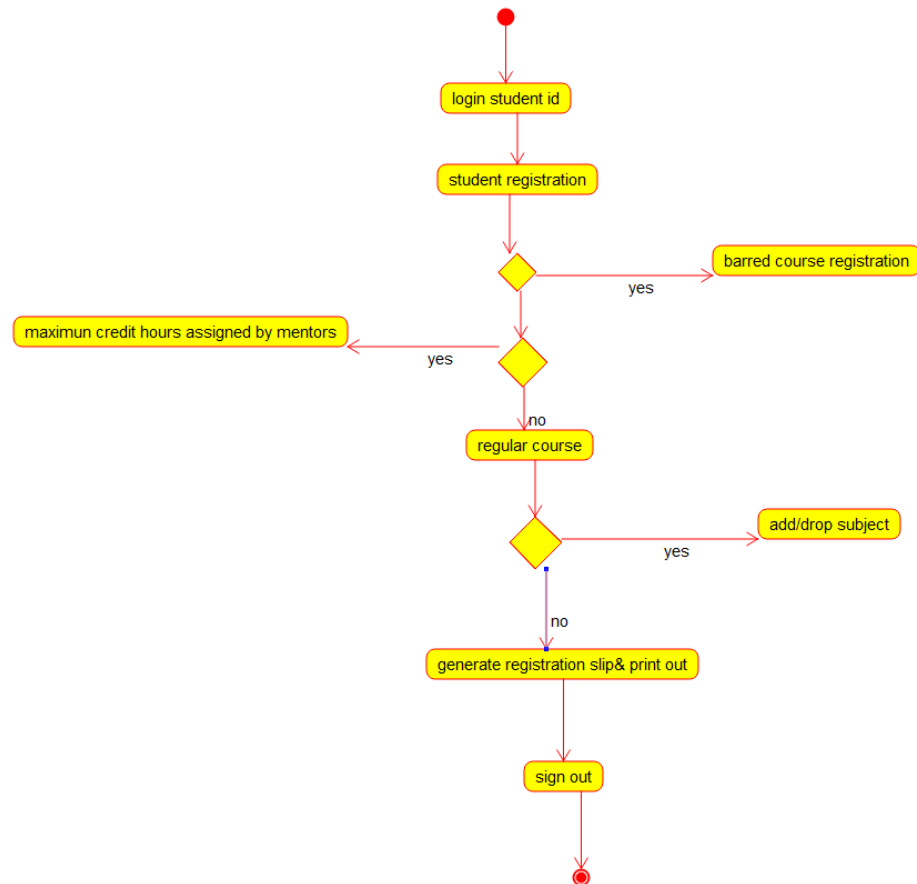 login student id
student registration
barred course registration
yes
maximun credit hours assigned by mentors
yes
no
regular course
add/drop subject
yes
no
generate registration slip& print out
sign out